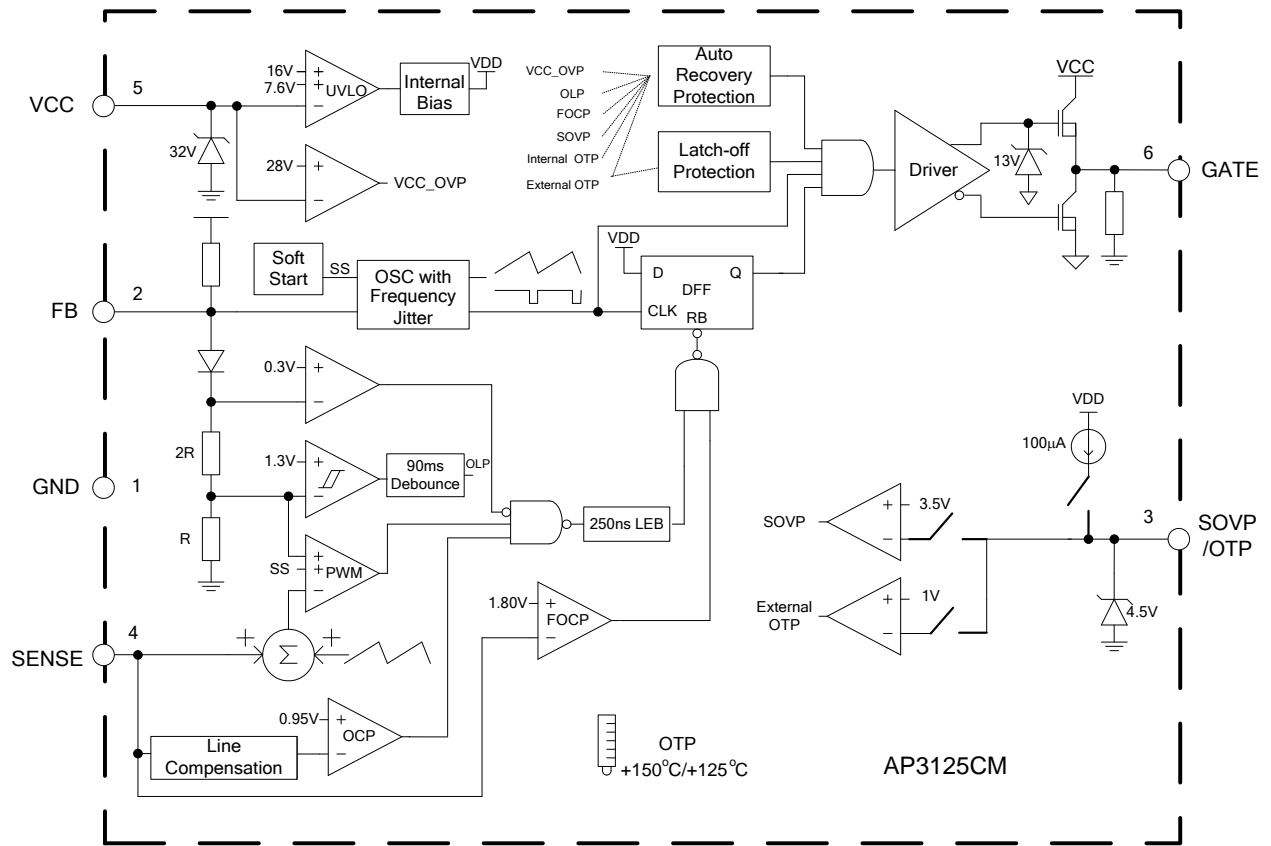 VCC
5
16V
7.6V
+
+
−
UVLO
Internal
Bias
VDD
32V
28V
+
−
VCC_OVP
VCC_OVP
OLP
FOCP
SOVP
Internal OTP
External OTP
Auto
Recovery
Protection
Latch-off
Protection
Driver
VCC
13V
6
GATE
Soft
Start
SS
OSC with
Frequency
Jitter
VDD
D
Q
DFF
CLK
RB
FB
2
0.3V
+
−
2R
1.3V
+
−
90ms
Debounce
OLP
GND
1
R
SS
+
+
−
PWM
250ns LEB
1.80V
+
−
FOCP
SENSE
4
+
+
Σ
0.95V
+
−
OCP
Line
Compensation
VDD
100μA
SOVP
+
−
3.5V
External
OTP
+
−
1V
3
SOVP
/OTP
4.5V
OTP
+150°C/+125°C
AP3125CM